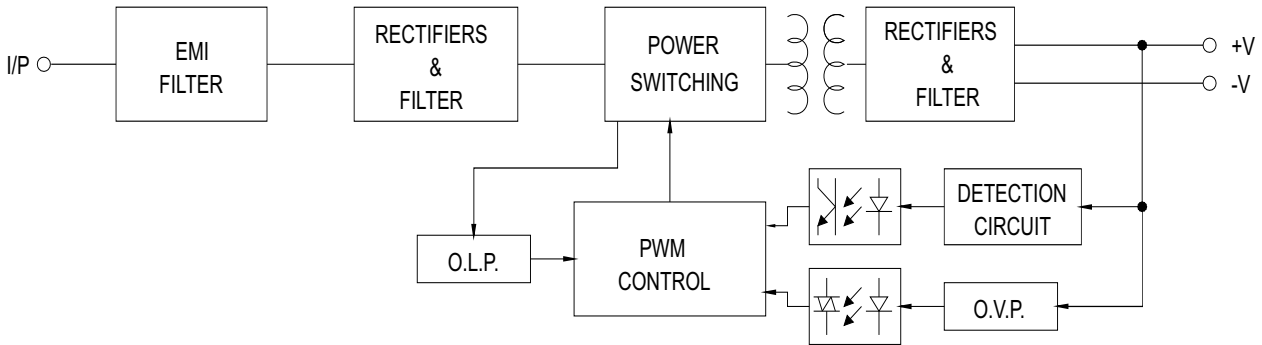 I/P
EMI
FILTER
RECTIFIERS
&
FILTER
POWER
SWITCHING
RECTIFIERS
&
FILTER
+V
-V
DETECTION
CIRCUIT
O.L.P.
PWM
CONTROL
O.V.P.